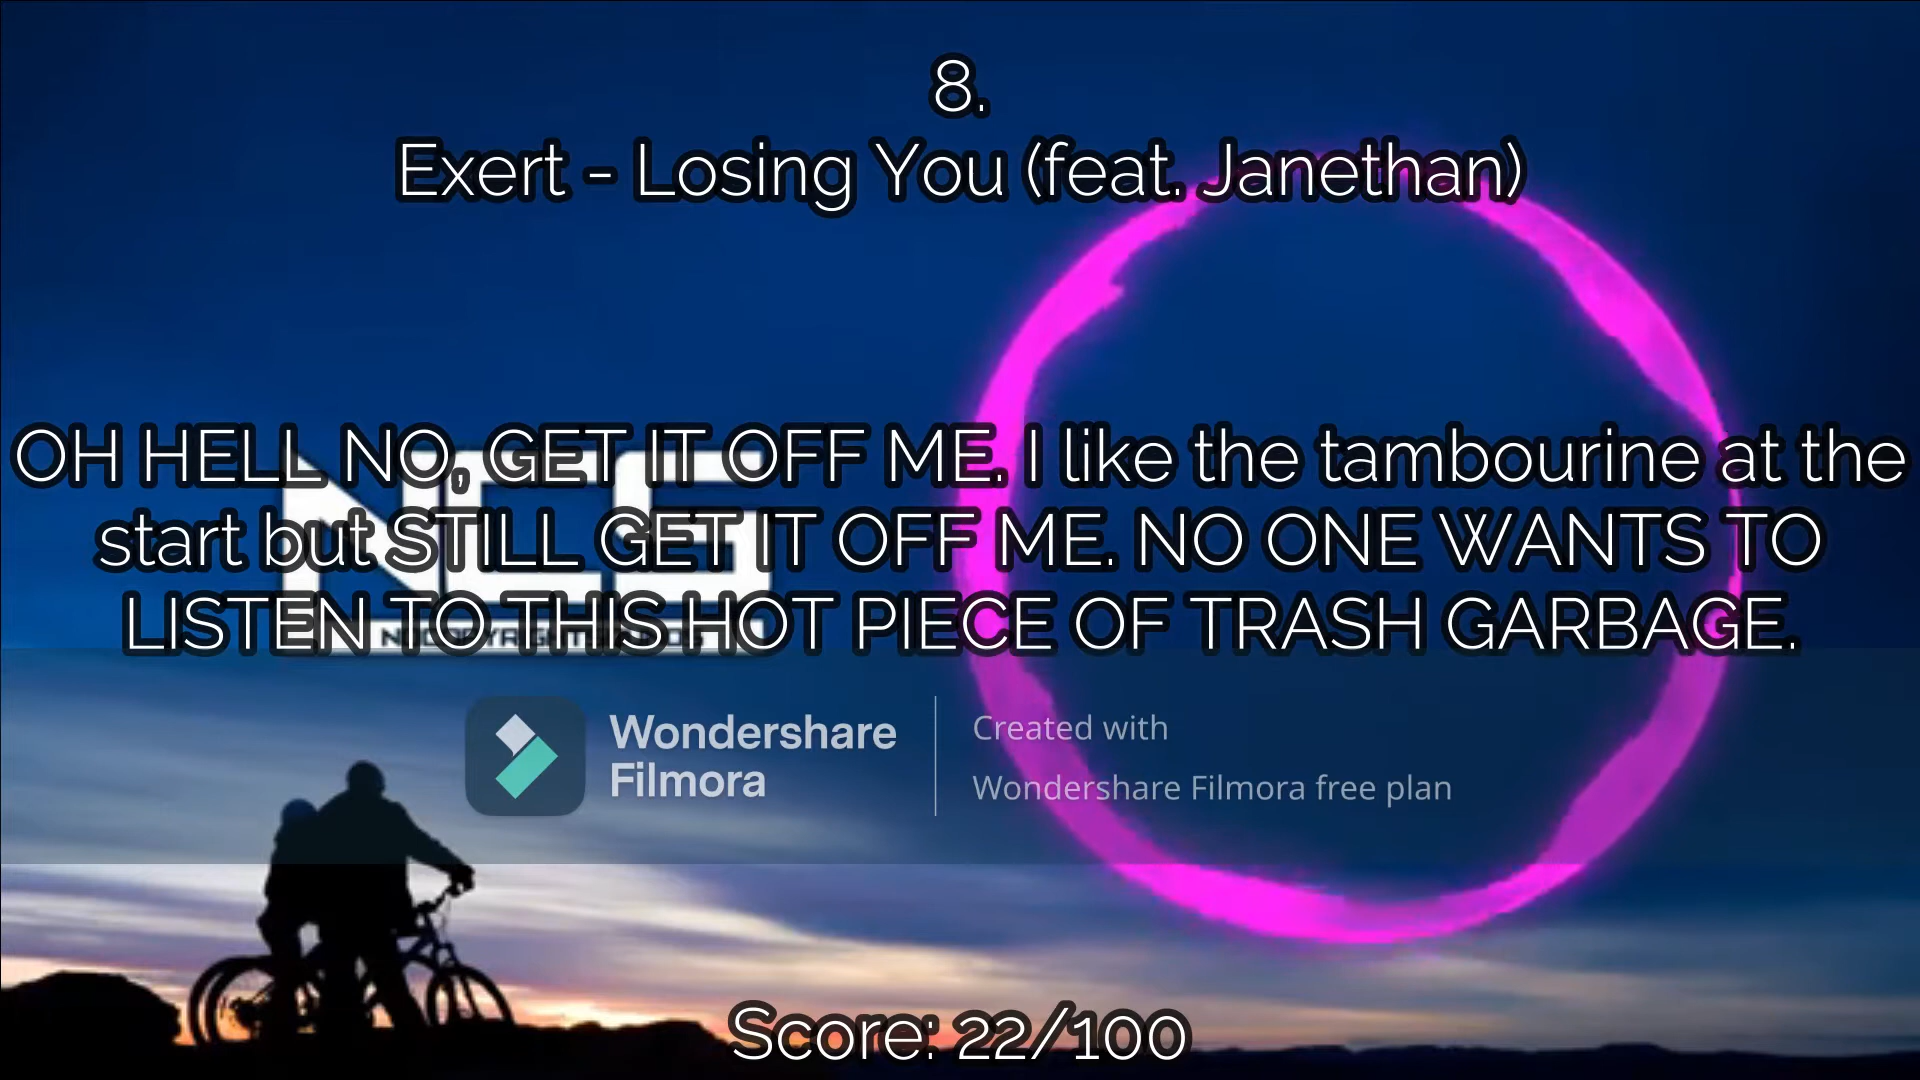 8.
Exert - Losing You (feat. Janethan)
OH HELL NO, GET IT OFF ME. I like the tambourine at the
start but STILL GET IT OFF ME. NO ONE WANTS TO
LISTEN TO THIS HOT PIECE OF TRASH GARBAGE.
NCS
NOCOPYRIGHTSOUNDS
Wondershare
Filmora
Created with
Wondershare Filmora free plan
Score: 22/100